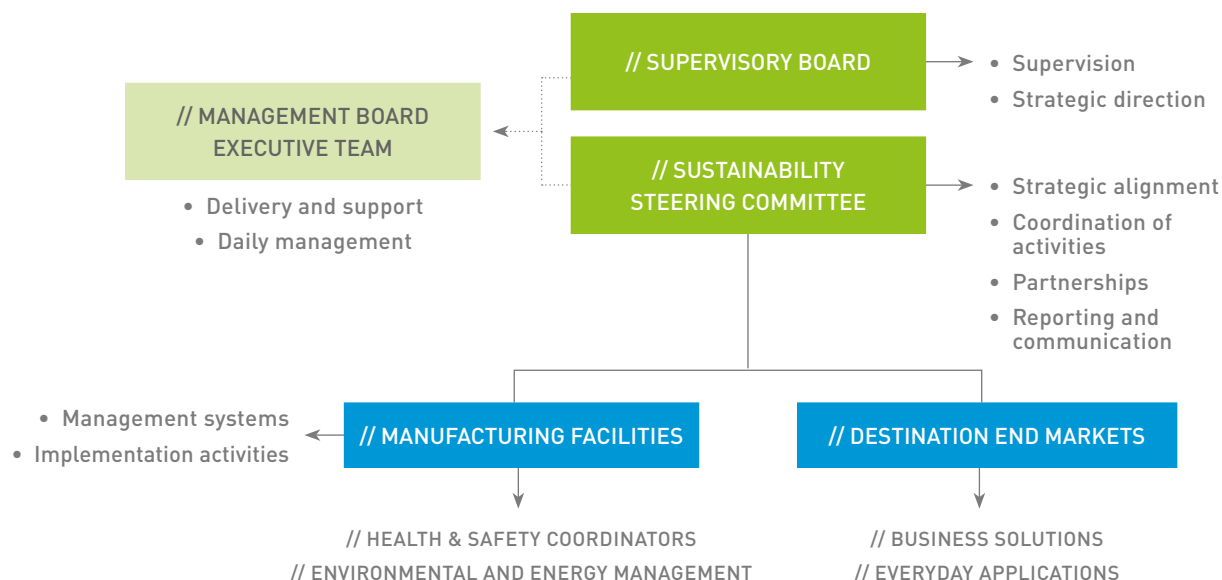 // SUPERVISORY BOARD
• Supervision
• Strategic direction
// MANAGEMENT BOARD
EXECUTIVE TEAM
• Delivery and support
• Daily management
// SUSTAINABILITY
STEERING COMMITTEE
• Strategic alignment
• Coordination of
activities
• Partnerships
• Reporting and
communication
• Management systems
• Implementation activities
// MANUFACTURING FACILITIES
// DESTINATION END MARKETS
// HEALTH & SAFETY COORDINATORS
// ENVIRONMENTAL AND ENERGY MANAGEMENT
// BUSINESS SOLUTIONS
// EVERYDAY APPLICATIONS